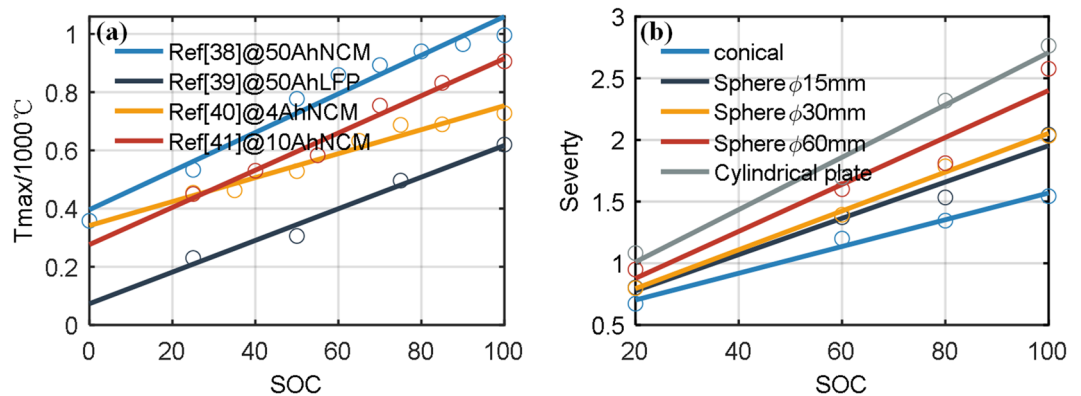 (a)
Ref[38]@50AhNCM
Ref[39]@50AhLFP
Ref[40]@4AhNCM
Ref[41]@10AhNCM
Tmax/1000℃
1
0.8
0.6
0.4
0.2
0
0 20 40 60 80 100
SOC
(b)
conical
Sphere ϕ15mm
Sphere ϕ30mm
Sphere ϕ60mm
Cylindrical plate
Severty
3
2.5
2
1.5
1
0.5
20 40 60 80 100
SOC